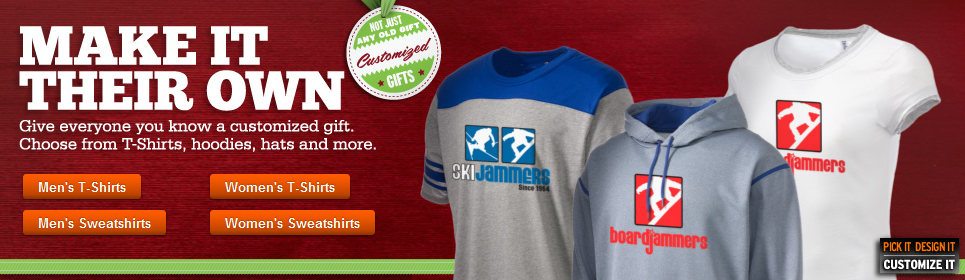 MAKE IT
THEIR OWN
NOT JUST
ANY OLD GIFT
Customized
GIFTS
Give everyone you know a customized gift.
Choose from T-Shirts, hoodies, hats and more.
Men's T-Shirts
Women's T-Shirts
Men's Sweatshirts
Women's Sweatshirts
SKIJAMMERS
Since 1984
boardjammers
djammers
PICK IT DESIGN IT
CUSTOMIZE IT